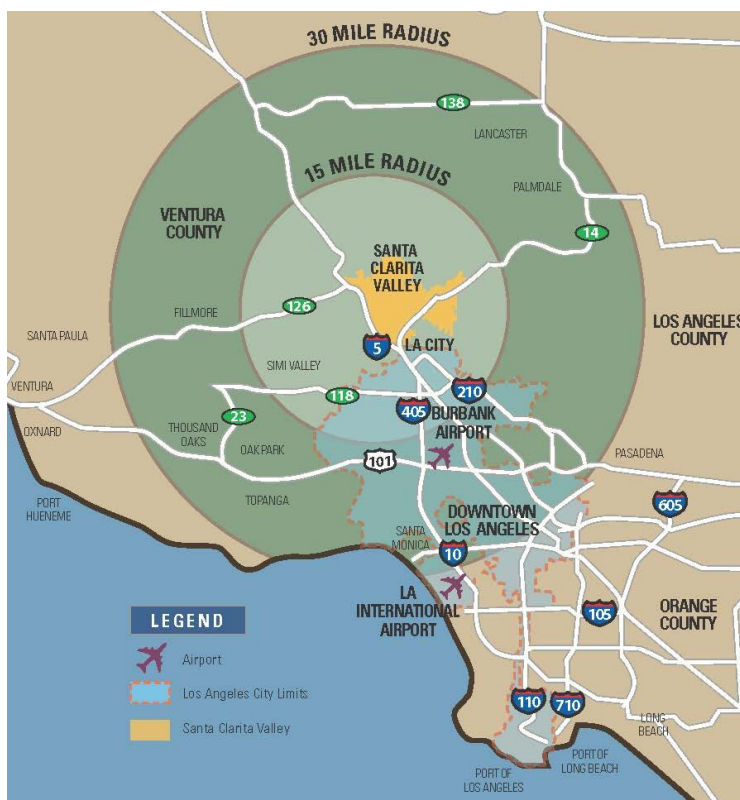 30 MILE RADIUS
138
LANCASTER
15 MILE RADIUS
PALMDALE
VENTURA
COUNTY
14
SANTA
CLARITA
VALLEY
126
FILLMORE
LOS ANGELES
COUNTY
SANTA PAULA
5
LA CITY
SIMI VALLEY
VENTURA
118
210
405
23
BURBANK
AIRPORT
OXNARD
THOUSAND
OAKS
OAK PARK
101
PASADENA
PORT
HUENEME
TOPANGA
605
DOWNTOWN
LOS ANGELES
SANTA
MONICA
10
LA
INTERNATIONAL
AIRPORT
105
ORANGE
COUNTY
LEGEND
Airport
Los Angeles City Limits
Santa Clarita Valley
110
710
LONG
BEACH
PORT OF
LONG BEACH
PORT OF
LOS ANGELES